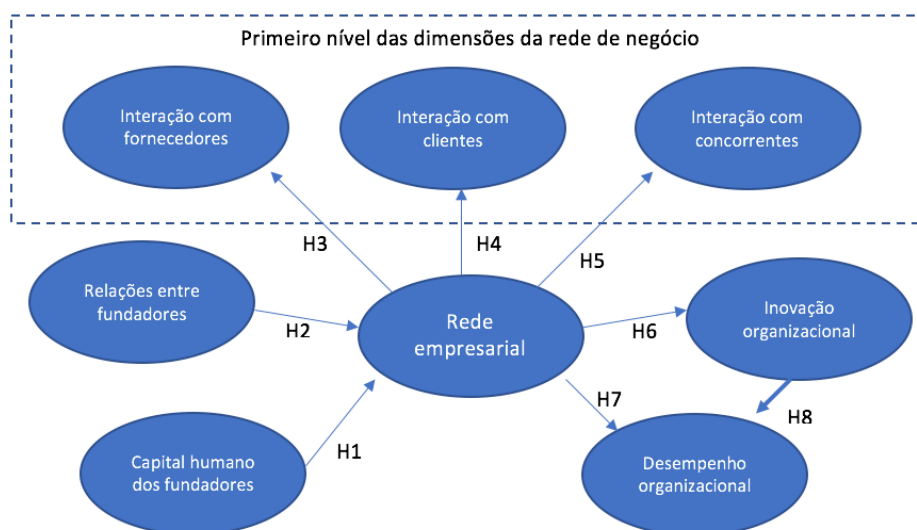 Primeiro nível das dimensões da rede de negócio
Interação com
fornecedores
Interação com
clientes
Interação com
concorrentes
H3
H4
H5
Relações entre
fundadores
H2
Rede
empresarial
H6
Inovação
organizacional
H7
H8
Capital humano
dos fundadores
H1
Desempenho
organizacional